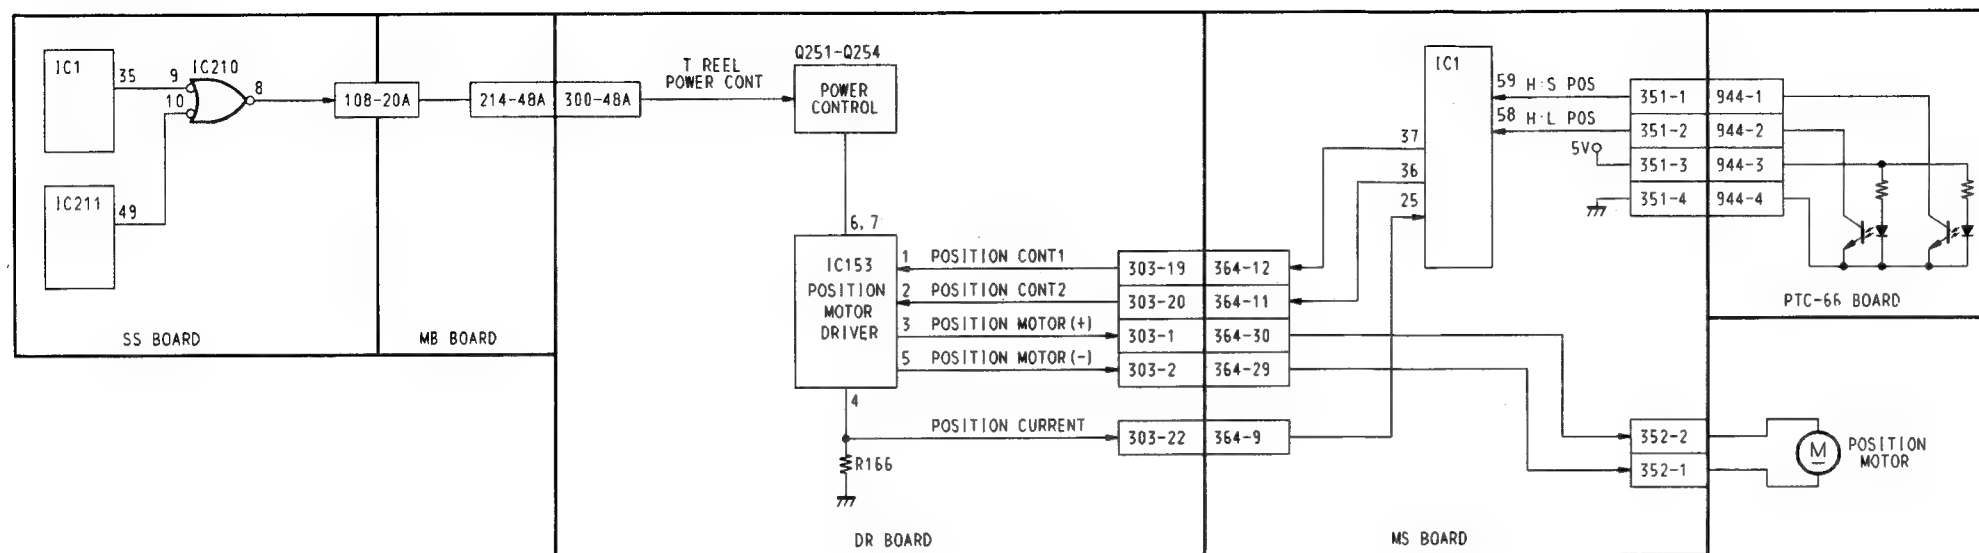 IC1
35
9
IC210
8
10
IC211
49
108-20A
214-48A
300-48A
SS BOARD
MB BOARD
T REEL
POWER CONT
Q251-Q254
POWER
CONTROL
6, 7
IC153
POSITION
MOTOR
DRIVER
1 POSITION CONT1
2 POSITION CONT2
3 POSITION MOTOR(+)
5 POSITION MOTOR(-)
4
POSITION CURRENT
R166
303-19 364-12
303-20 364-11
303-1 364-30
303-2 364-29
303-22 364-9
DR BOARD
IC1
59 H:S POS
58 H:L POS
37
36
25
5V
351-1 944-1
351-2 944-2
351-3 944-3
351-4 944-4
PTC-66 BOARD
352-2
352-1
M
POSITION
MOTOR
MS BOARD